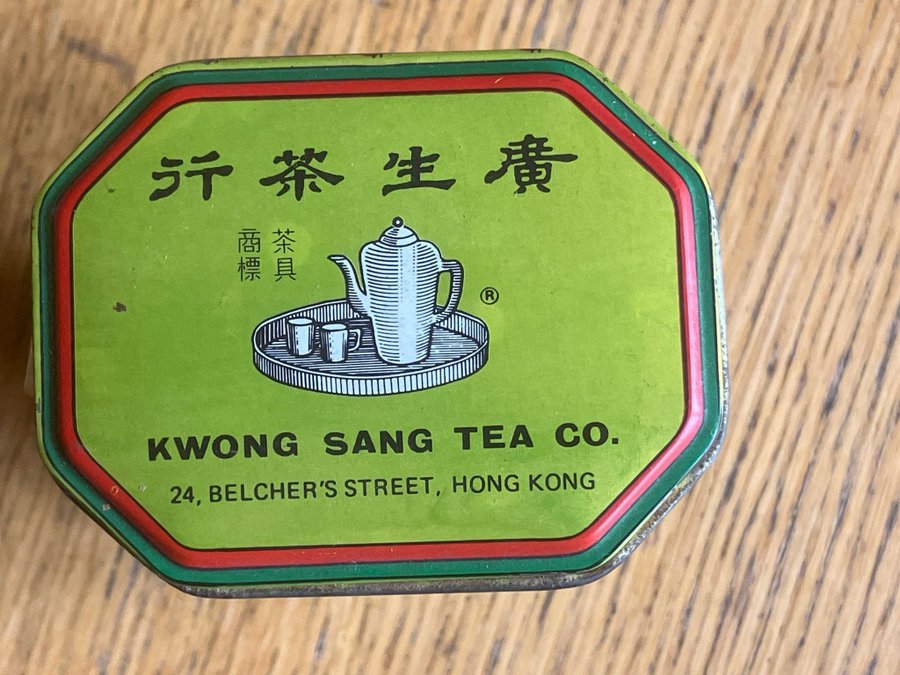 廣生茶行
茶具
商標
®
KWONG SANG TEA CO.
24, BELCHER'S STREET, HONG KONG